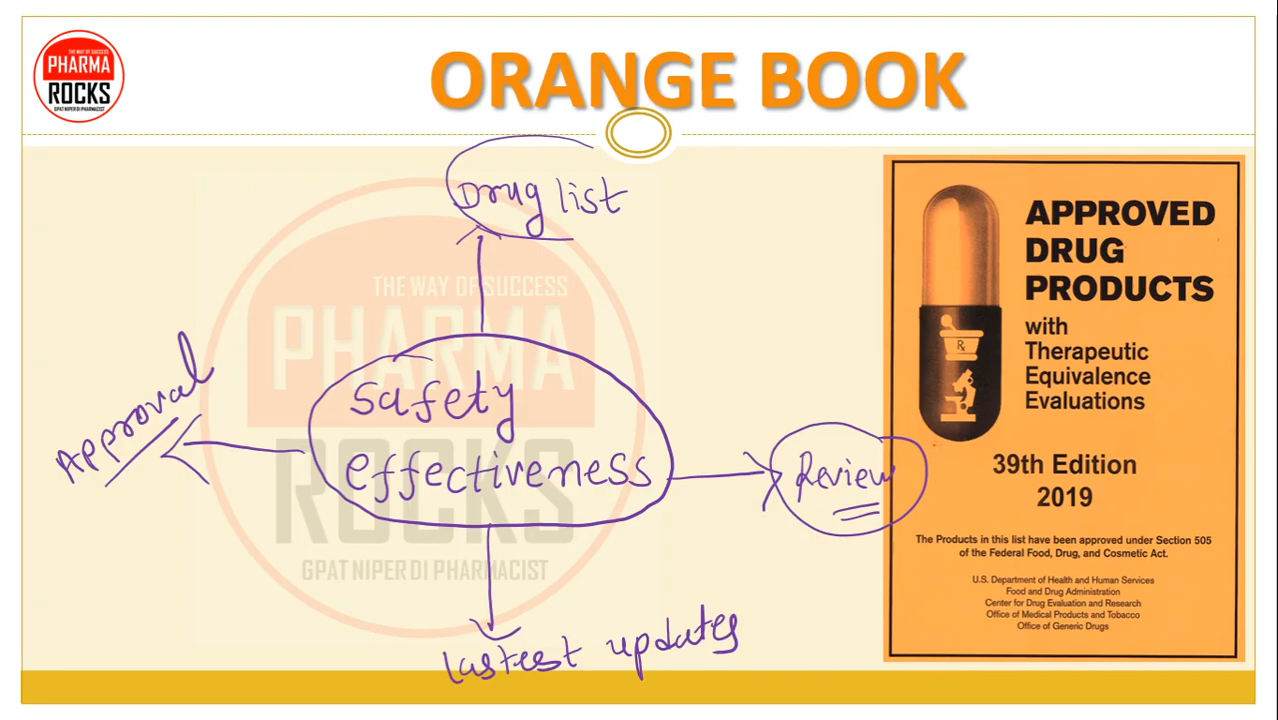 THE WAY OF SUCCESS
PHARMA
ROCKS
GPAT NIPER DI PHARMACIST
ORANGE BOOK
Drug list
THE WAY OF SUCCESS
PHARMA
ROCKS
GPAT NIPER DI PHARMACIST
Approval
Safety
effectiveness
Review
lastest updates
APPROVED
DRUG
PRODUCTS
with
Therapeutic
Equivalence
Evaluations
Rx
39th Edition
2019
The Products in this list have been approved under Section 505
of the Federal Food, Drug, and Cosmetic Act.
U.S. Department of Health and Human Services
Food and Drug Administration
Center for Drug Evaluation and Research
Office of Medical Products and Tobacco
Office of Generic Drugs